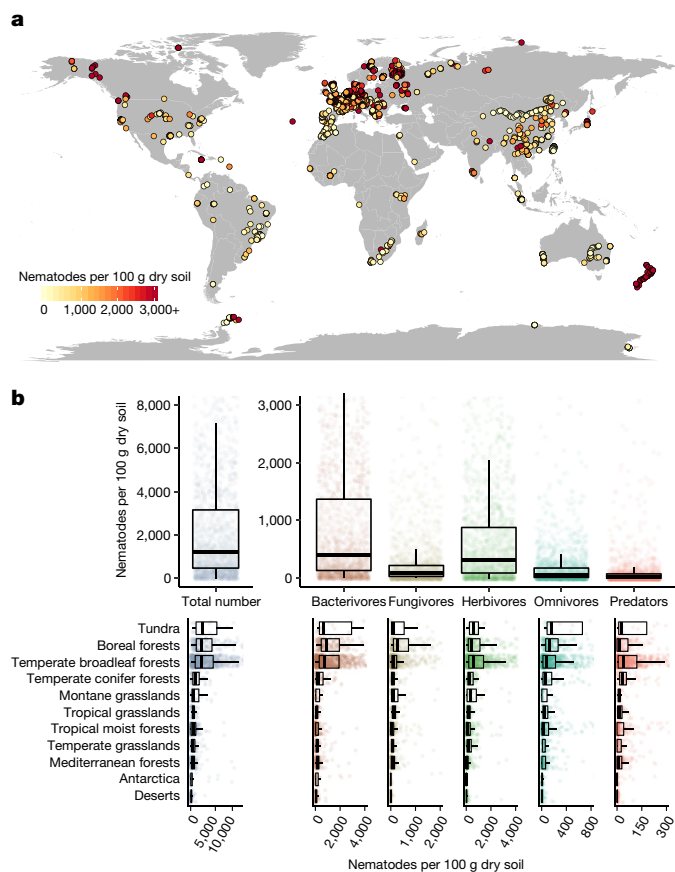 a
Nematodes per 100 g dry soil
0 1,000 2,000 3,000+
b
Nematodes per 100 g dry soil
8,000
6,000
4,000
2,000
0
3,000
2,000
1,000
0
Total number Bacterivores Fungivores Herbivores Omnivores Predators
Tundra
Boreal forests
Temperate broadleaf forests
Temperate conifer forests
Montane grasslands
Tropical grasslands
Tropical moist forests
Temperate grasslands
Mediterranean forests
Antarctica
Deserts
0 5,000 10,000 0 2,000 4,000 0 1,000 2,000 0 2,000 4,000 0 400 800 0 150 300
Nematodes per 100 g dry soil